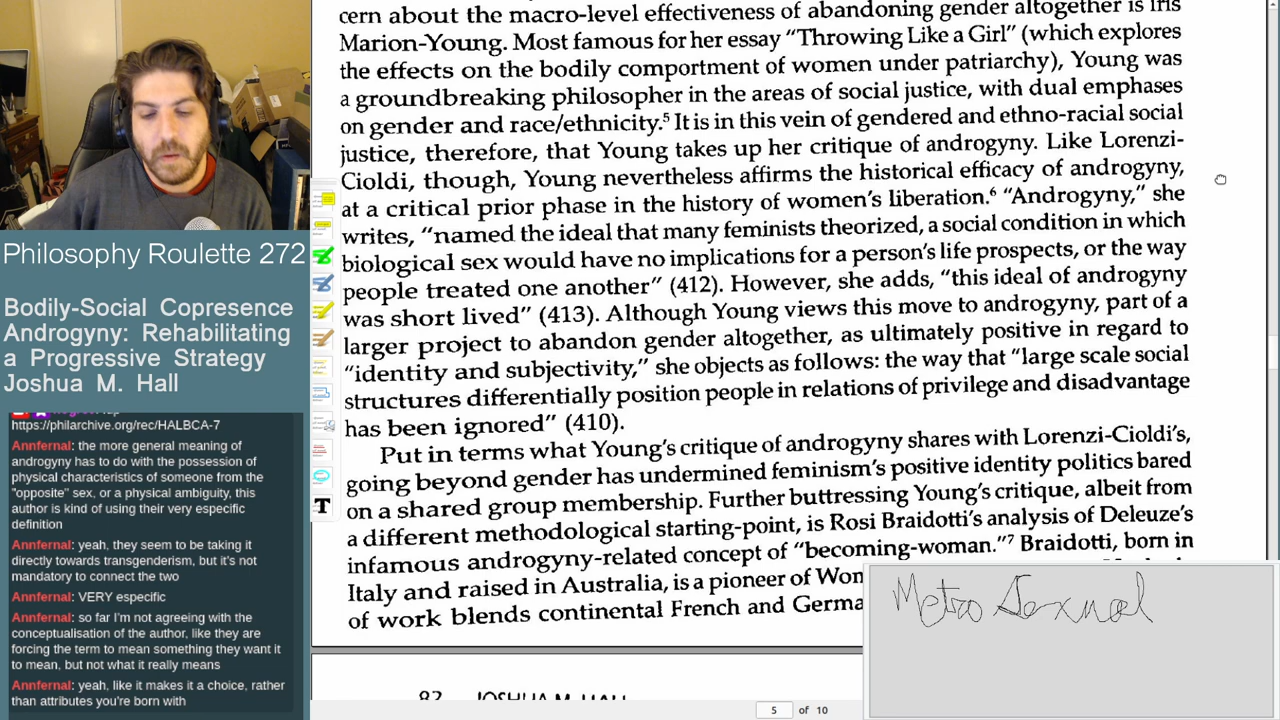 cern about the macro-level effectiveness of abandoning gender altogether is Iris
Marion-Young. Most famous for her essay “Throwing Like a Girl” (which explores
the effects on the bodily comportment of women under patriarchy), Young was
a groundbreaking philosopher in the areas of social justice, with dual emphases
on gender and race/ethnicity.⁵ It is in this vein of gendered and ethno-racial social
justice, therefore, that Young takes up her critique of androgyny. Like Lorenzi-
Cioldi, though, Young nevertheless affirms the historical efficacy of androgyny,
at a critical prior phase in the history of women’s liberation.⁶ “Androgyny,” she
writes, “named the ideal that many feminists theorized, a social condition in which
biological sex would have no implications for a person’s life prospects, or the way
people treated one another” (412). However, she adds, “this ideal of androgyny
was short lived” (413). Although Young views this move to androgyny, part of a
larger project to abandon gender altogether, as ultimately positive in regard to
“identity and subjectivity,” she objects as follows: the way that “large scale social
structures differentially position people in relations of privilege and disadvantage
has been ignored” (410).
Put in terms what Young’s critique of androgyny shares with Lorenzi-Cioldi’s,
going beyond gender has undermined feminism’s positive identity politics bared
on a shared group membership. Further buttressing Young’s critique, albeit from
a different methodological starting-point, is Rosi Braidotti’s analysis of Deleuze’s
infamous androgyny-related concept of “becoming-woman.”⁷ Braidotti, born in
Italy and raised in Australia, is a pioneer of Wom
of work blends continental French and Germa
82 JOSHUA M. HALL
5 of 10
Metro Sexual
T
Philosophy Roulette 272
Bodily-Social Copresence
Androgyny: Rehabilitating
a Progressive Strategy
Joshua M. Hall
https://philarchive.org/rec/HALBCA-7
Annfernal: the more general meaning of
androgyny has to do with the possession of
physical characteristics of someone from the
"opposite" sex, or a physical ambiguity, this
author is kind of using their very especific
definition
Annfernal: yeah, they seem to be taking it
directly towards transgenderism, but it's not
mandatory to connect the two
Annfernal: VERY especific
Annfernal: so far I'm not agreeing with the
conceptualisation of the author, like they are
forcing the term to mean something they want it
to mean, but not what it really means
Annfernal: yeah, like it makes it a choice, rather
than attributes you're born with